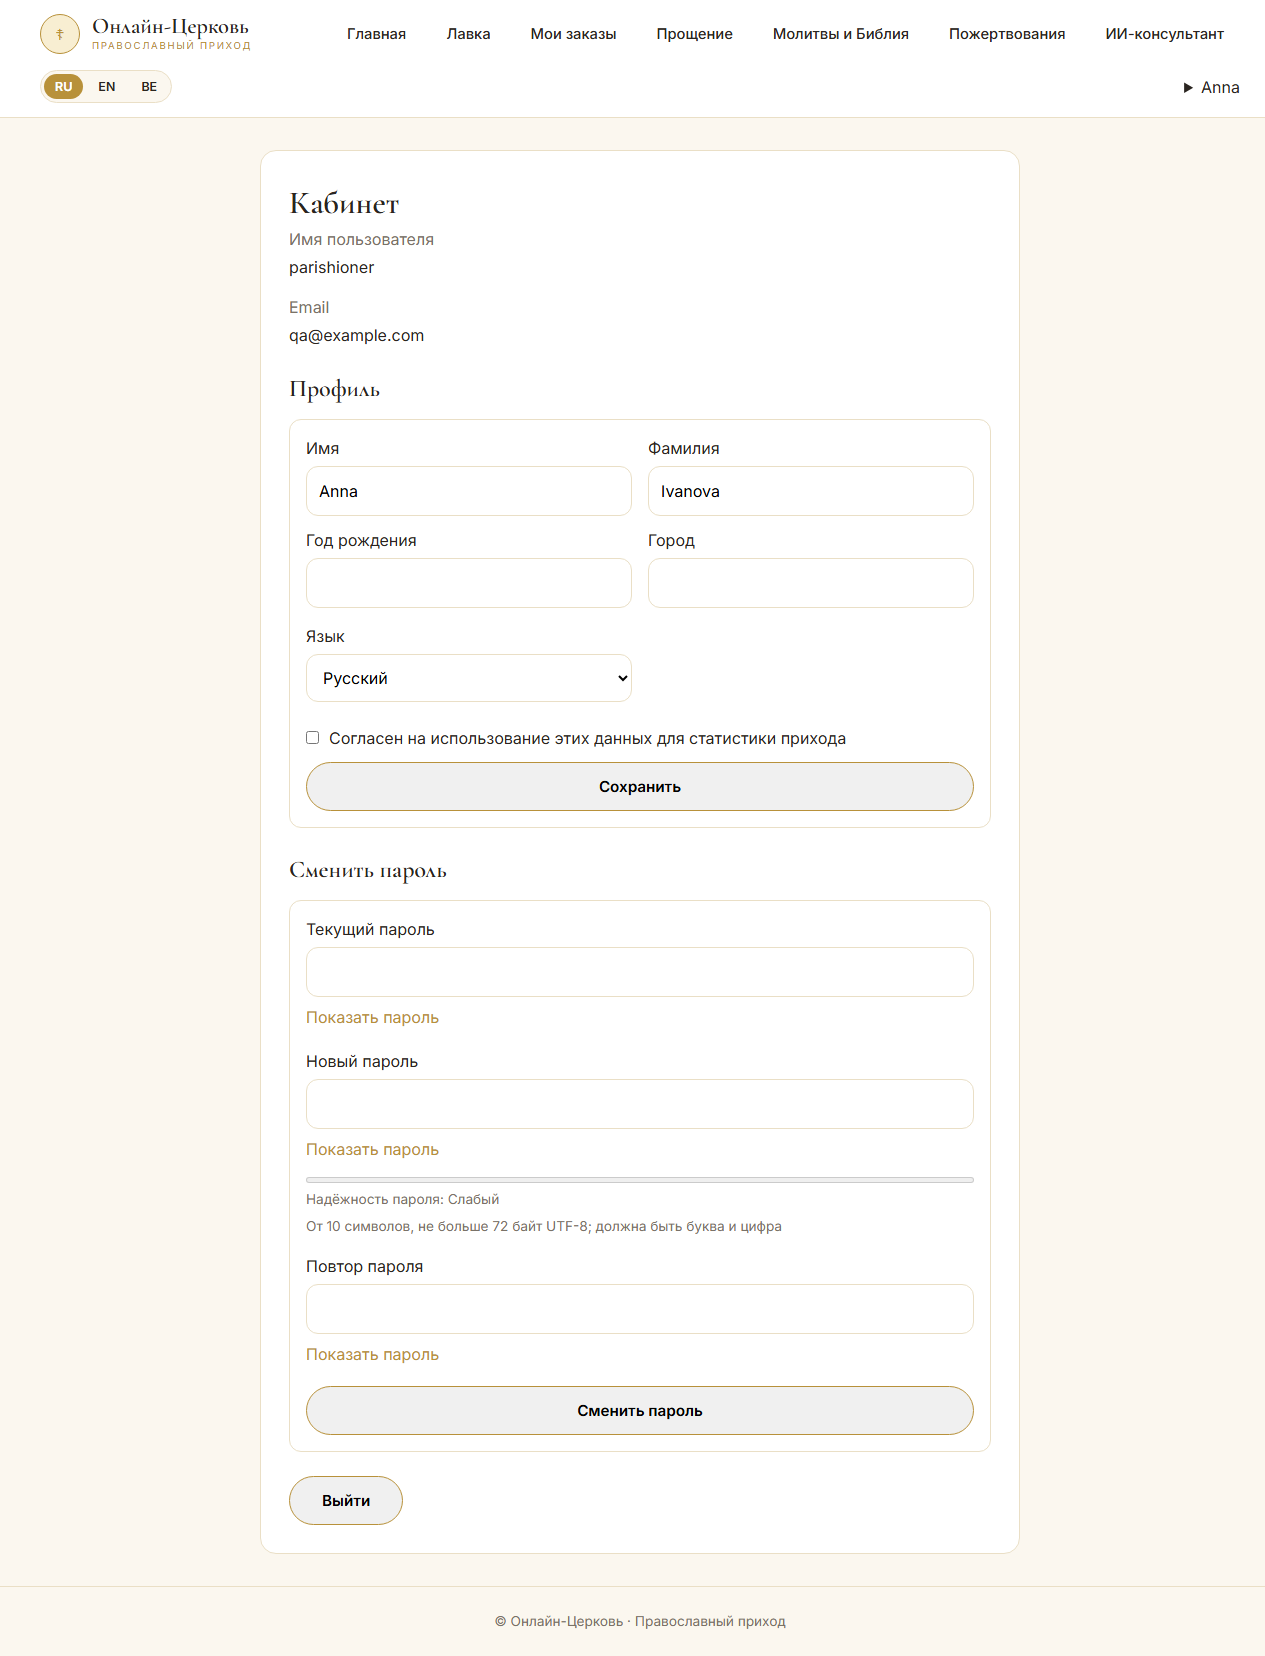 Онлайн-Церковь
ПРАВОСЛАВНЫЙ ПРИХОД
Главная
Лавка
Мои заказы
Прощение
Молитвы и Библия
Пожертвования
ИИ-консультант
RU
EN
BE
Anna
Кабинет
Имя пользователя
parishioner
Email
qa@example.com
Профиль
Имя
Фамилия
Anna
Ivanova
Год рождения
Город
Язык
Русский
Согласен на использование этих данных для статистики прихода
Сохранить
Сменить пароль
Текущий пароль
Показать пароль
Новый пароль
Показать пароль
Надёжность пароля: Слабый
От 10 символов, не больше 72 байт UTF-8; должна быть буква и цифра
Повтор пароля
Показать пароль
Сменить пароль
Выйти
© Онлайн-Церковь · Православный приход